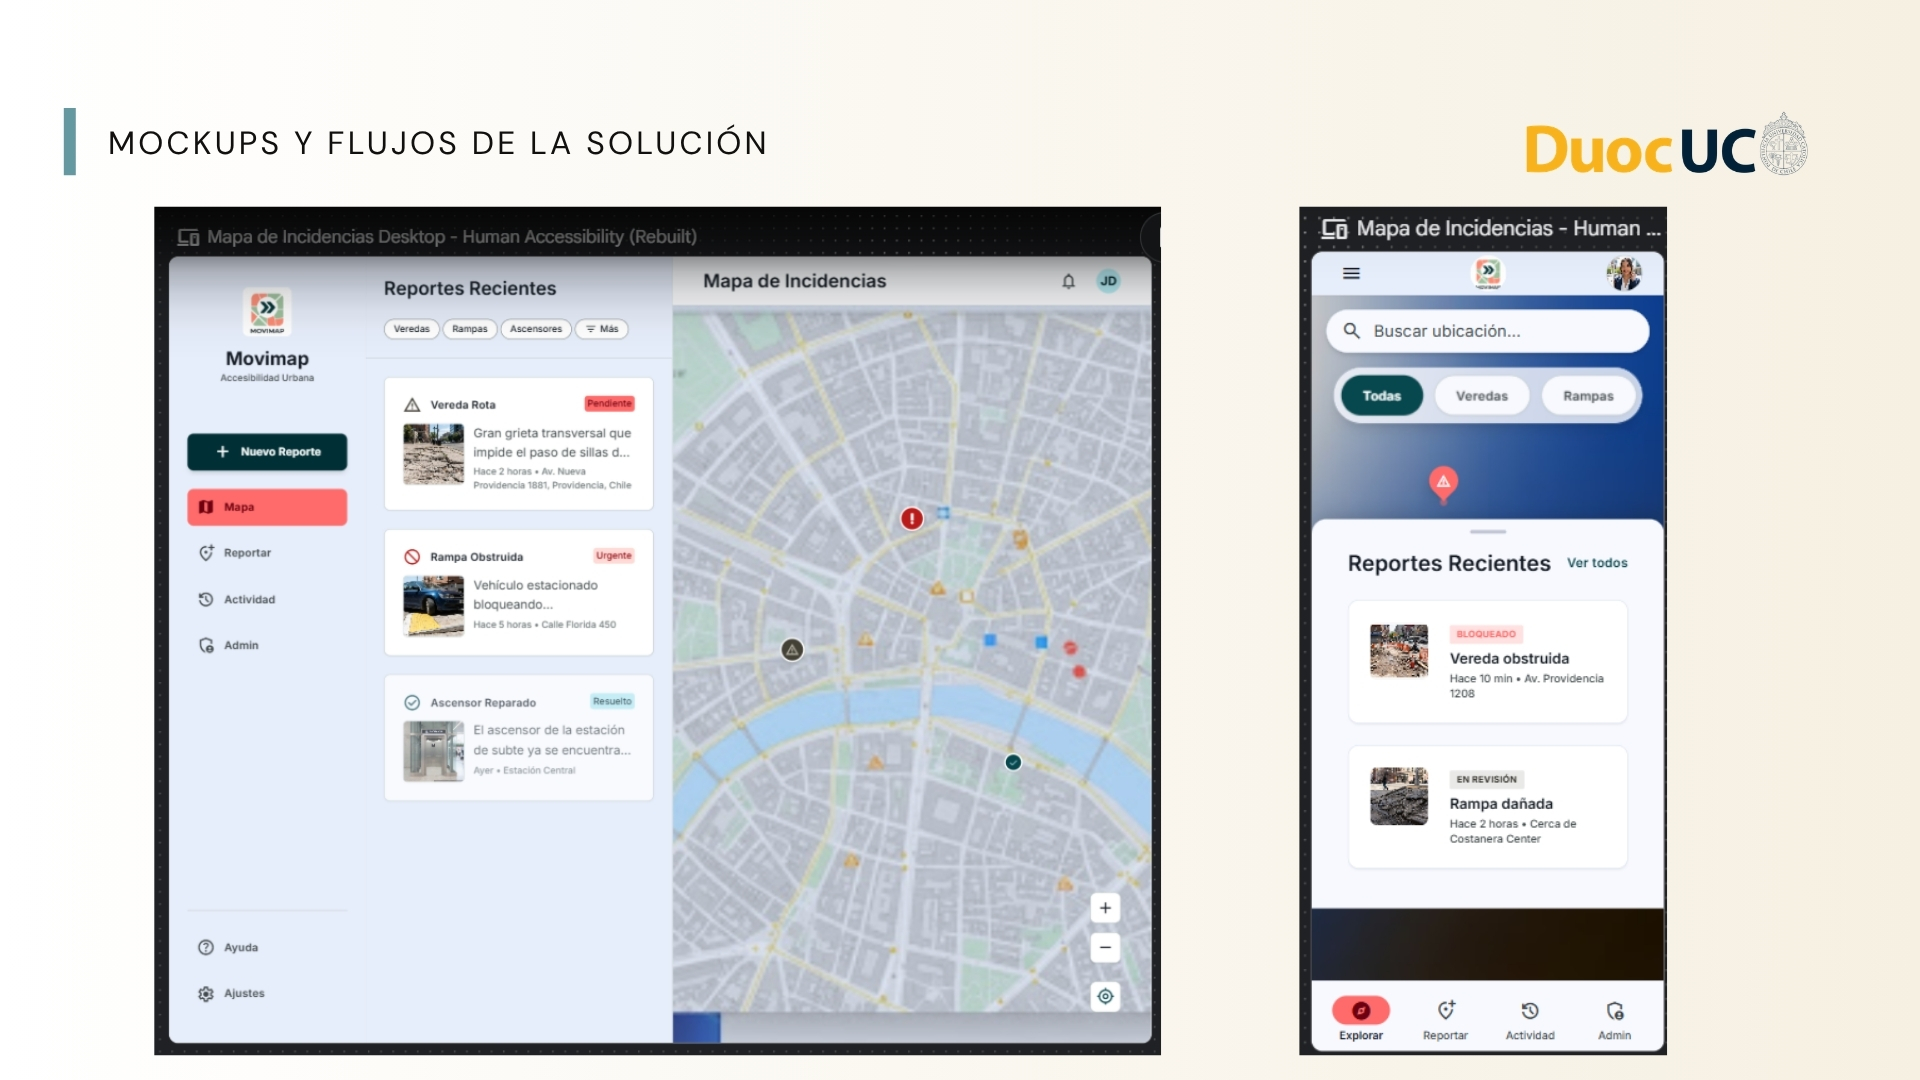 MOCKUPS Y FLUJOS DE LA SOLUCIÓN
Duoc UC
Mapa de Incidencias Desktop - Human Accessibility (Rebuilt)
MOVIMAP
Movimap
Accesibilidad Urbana
Nuevo Reporte
Mapa
Reportar
Actividad
Admin
Ayuda
Ajustes
Reportes Recientes
Veredas
Rampas
Ascensores
Más
Vereda Rota
Pendiente
Gran grieta transversal que
impide el paso de sillas d...
Hace 2 horas • Av. Nueva
Providencia 1881, Providencia, Chile
Rampa Obstruida
Urgente
Vehículo estacionado
bloqueando...
Hace 5 horas • Calle Florida 450
Ascensor Reparado
Resuelto
El ascensor de la estación
de subte ya se encuentra...
Ayer • Estación Central
Mapa de Incidencias
JD
Mapa de Incidencias - Human ...
MOVIMAP
Buscar ubicación...
Todas
Veredas
Rampas
Reportes Recientes
Ver todos
BLOQUEADO
Vereda obstruida
Hace 10 min • Av. Providencia
1208
EN REVISIÓN
Rampa dañada
Hace 2 horas • Cerca de
Costanera Center
Explorar
Reportar
Actividad
Admin